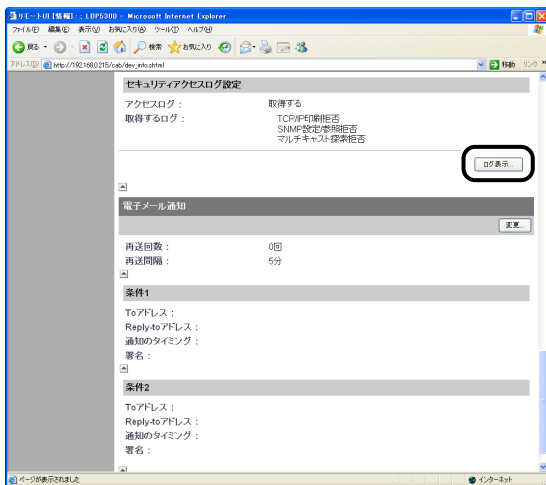 リモートUI [情報] : ; LBP5300 - Microsoft Internet Explorer
ファイル(F) 編集(E) 表示(V) お気に入り(A) ツール(T) ヘルプ(H)
戻る 検索 お気に入り
アドレス(D) http://192.168.0.215/cab/dev_info.shtml 移動 リンク »
セキュリティアクセスログ設定
アクセスログ : 取得する
取得するログ : TCP/IP印刷拒否
SNMP設定/参照拒否
マルチキャスト探索拒否
ログ表示...
電子メール通知
変更...
再送回数 : 0回
再送間隔 : 5分
条件1
Toアドレス :
Reply-toアドレス :
通知のタイミング :
署名 :
条件2
Toアドレス :
Reply-toアドレス :
通知のタイミング :
署名 :
ページが表示されました インターネット